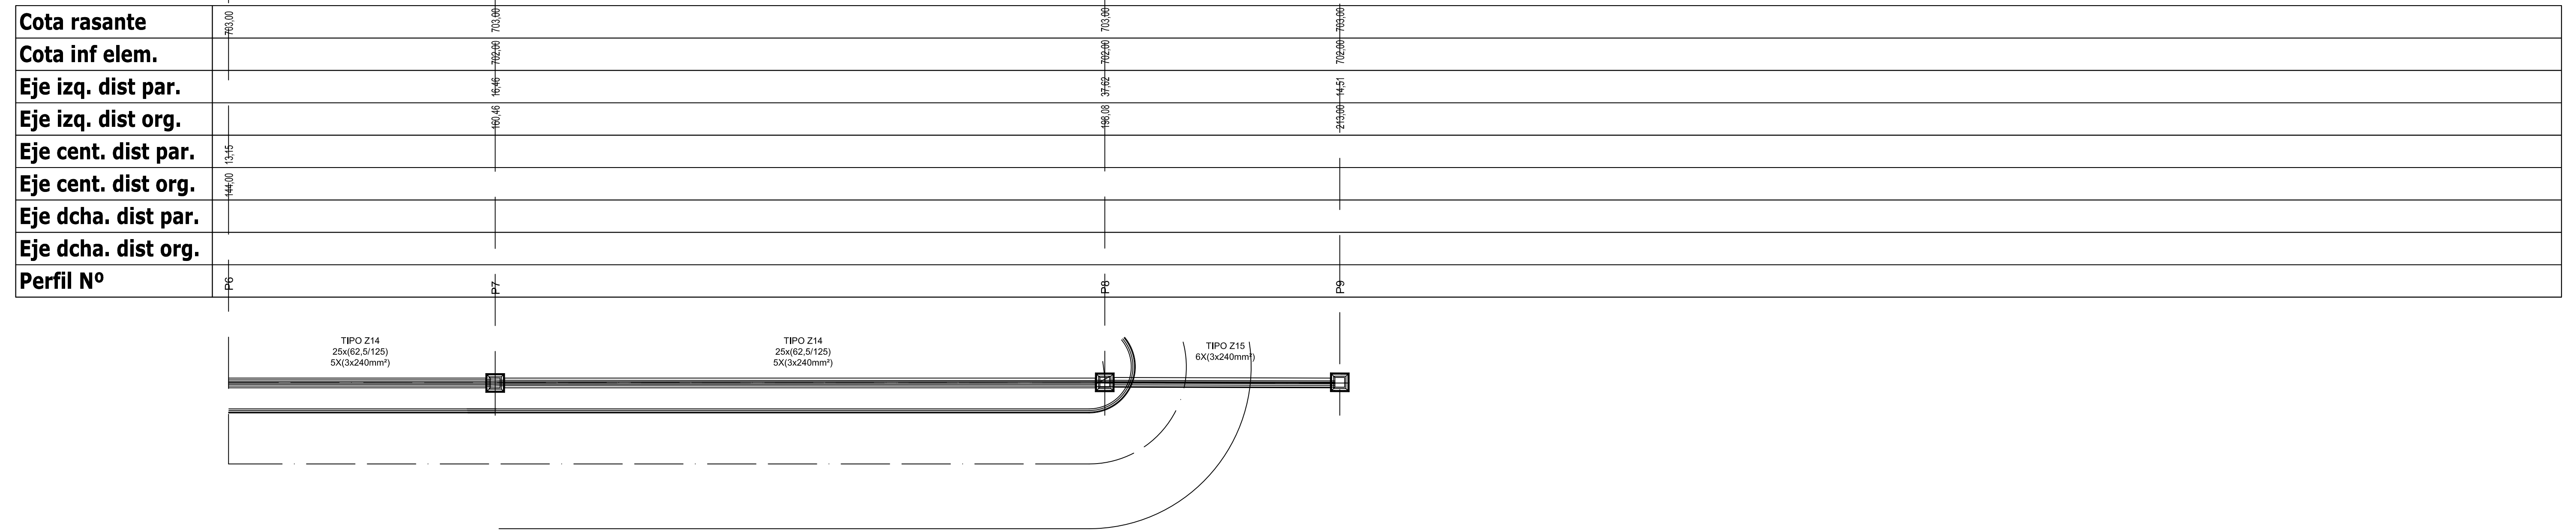 Cota rasante 703,00 703,00 703,00 703,00
Cota inf elem. 702,00 702,00 702,00
Eje izq. dist par. 16,46 37,62 14,51
Eje izq. dist org. 160,46 198,08 213,00
Eje cent. dist par. 13,15
Eje cent. dist org. 144,00
Eje dcha. dist par.
Eje dcha. dist org.
Perfil Nº P6 P7 P8 P9
TIPO Z14
25x(62,5/125)
5X(3x240mm²)
TIPO Z14
25x(62,5/125)
5X(3x240mm²)
TIPO Z15
6X(3x240mm²)